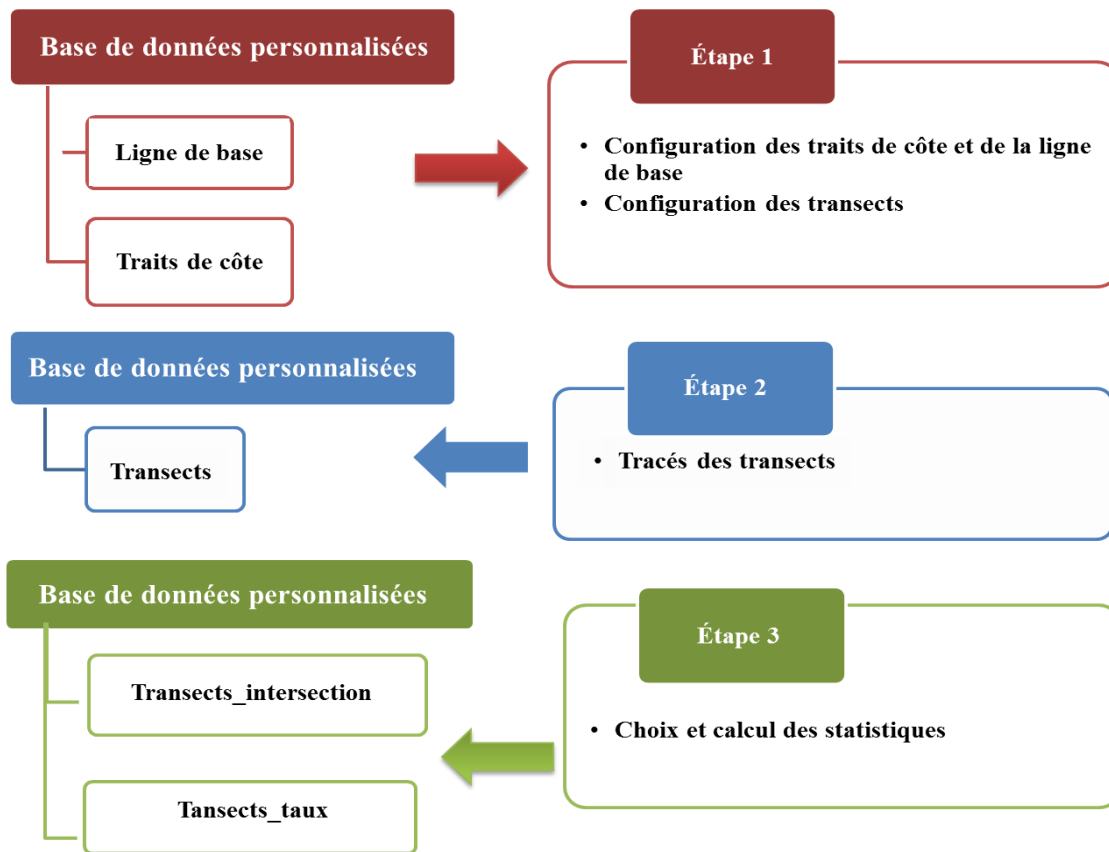 Base de données personnalisées
Ligne de base
Traits de côte
Étape 1
• Configuration des traits de côte et de la ligne
de base
• Configuration des transects
Base de données personnalisées
Transects
Étape 2
• Tracés des transects
Base de données personnalisées
Transects_intersection
Tansects_taux
Étape 3
• Choix et calcul des statistiques